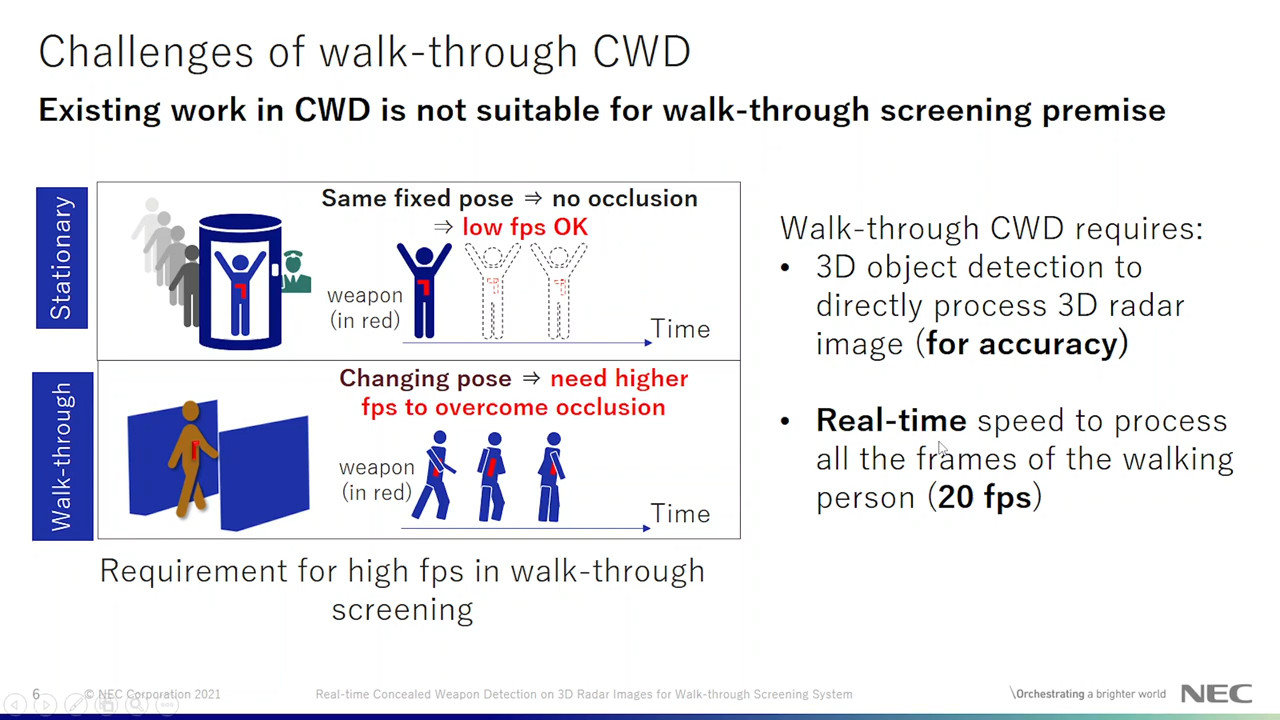 Challenges of walk-through CWD
Existing work in CWD is not suitable for walk-through screening premise
Stationary
Same fixed pose ⇒ no occlusion
⇒ low fps OK
weapon
(in red)
Time
Walk-through
Changing pose ⇒ need higher
fps to overcome occlusion
weapon
(in red)
Time
Requirement for high fps in walk-through
screening
Walk-through CWD requires:
• 3D object detection to
directly process 3D radar
image (for accuracy)
• Real-time speed to process
all the frames of the walking
person (20 fps)
6
© NEC Corporation 2021
Real-time Concealed Weapon Detection on 3D Radar Images for Walk-through Screening System
\Orchestrating a brighter world
NEC